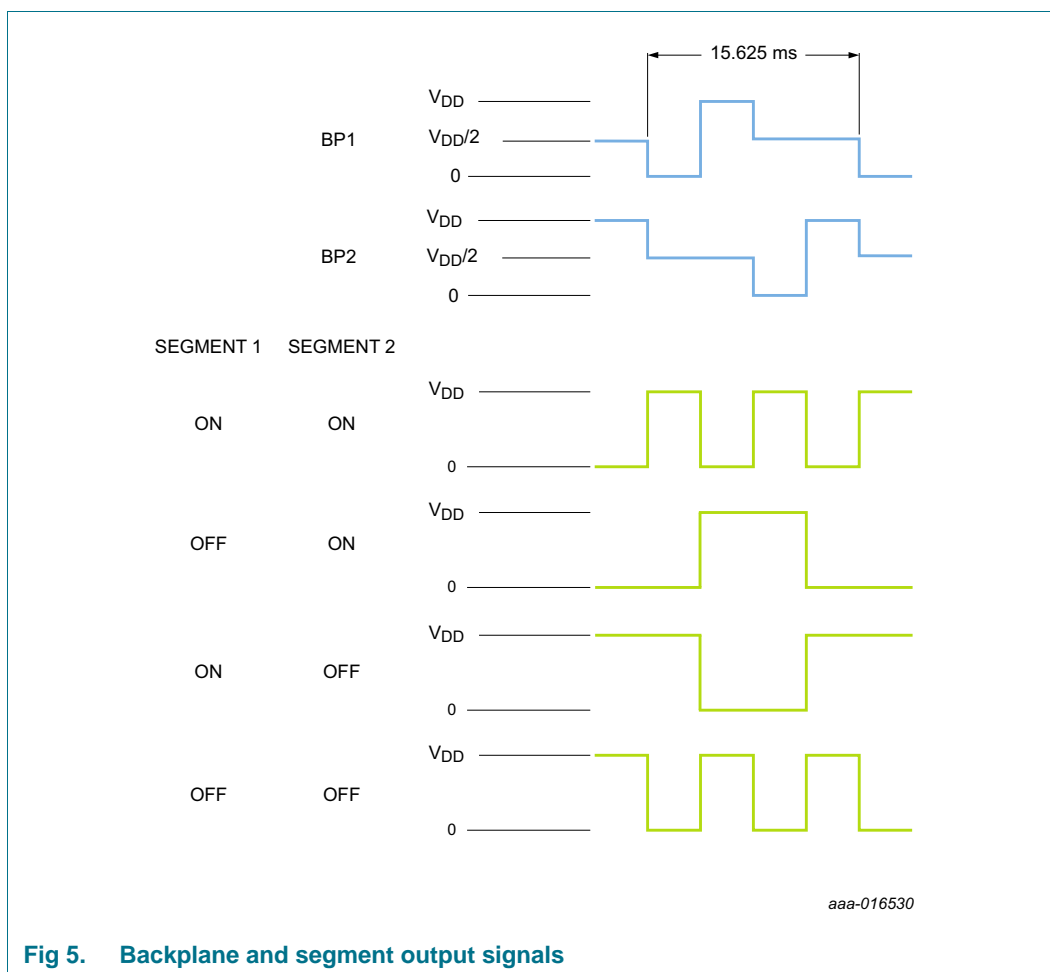 15.625 ms
VDD
BP1 VDD/2
0
VDD
BP2 VDD/2
0
SEGMENT 1 SEGMENT 2
VDD
ON ON
0
VDD
OFF ON
0
VDD
ON OFF
0
VDD
OFF OFF
0
aaa-016530
Fig 5. Backplane and segment output signals